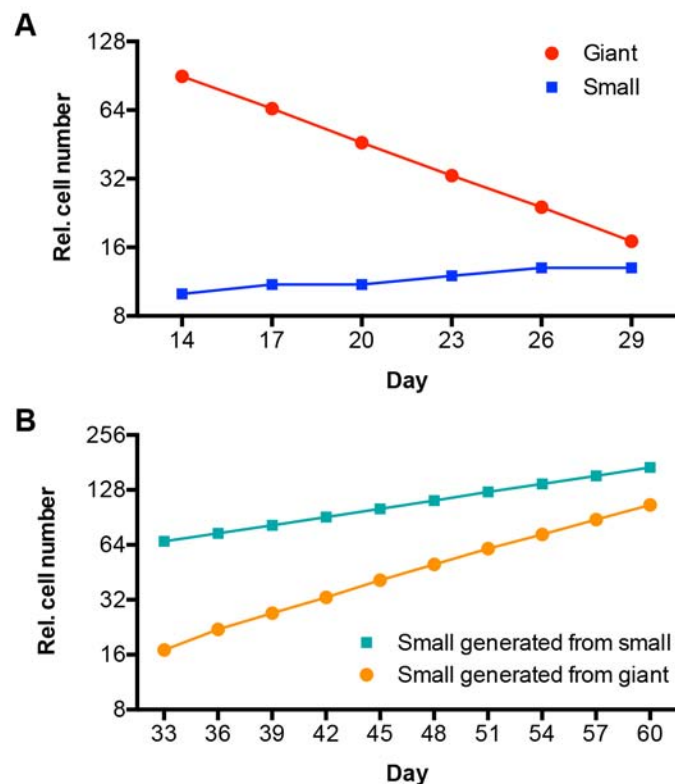 A
128
64
32
16
8
Rel. cell number
Giant
Small
14 17 20 23 26 29
Day
B
256
128
64
32
16
8
Rel. cell number
Small generated from small
Small generated from giant
33 36 39 42 45 48 51 54 57 60
Day